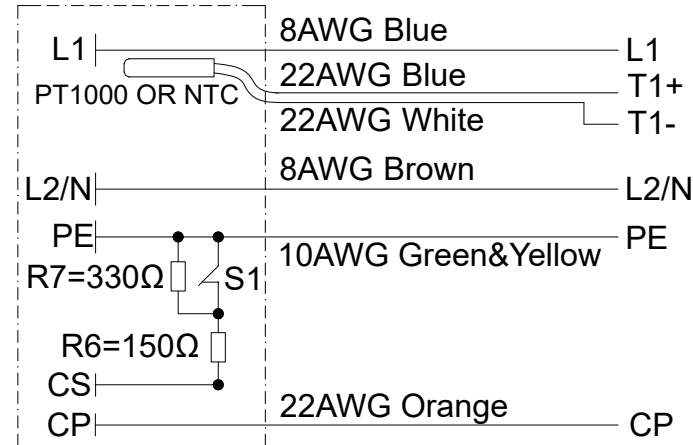 L1 8AWG Blue L1
22AWG Blue T1+
PT1000 OR NTC
22AWG White T1-
L2/N 8AWG Brown L2/N
PE PE
10AWG Green&Yellow
R7=330Ω S1
R6=150Ω
CS
CP 22AWG Orange CP